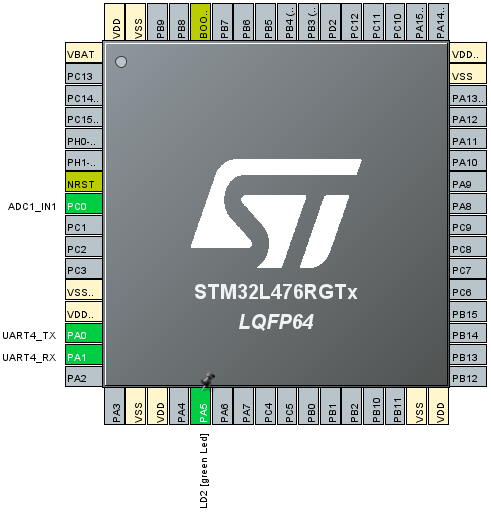 VDD
VSS
PB9
PB8
BOO..
PB7
PB6
PB5
PB4 (..
PB3 (..
PD2
PC12
PC11
PC10
PA15..
PA14..
VBAT
PC13
PC14..
PC15..
PH0-..
PH1-..
NRST
ADC1_IN1 PC0
PC1
PC2
PC3
VSS..
VDD..
UART4_TX PA0
UART4_RX PA1
PA2
ST
STM32L476RGTx
LQFP64
VDD..
VSS
PA13..
PA12
PA11
PA10
PA9
PA8
PC9
PC8
PC7
PC6
PB15
PB14
PB13
PB12
PA3
VSS
VDD
PA4
PA5
PA6
PA7
PC4
PC5
PB0
PB1
PB2
PB10
PB11
VSS
VDD
LD2 [green Led]